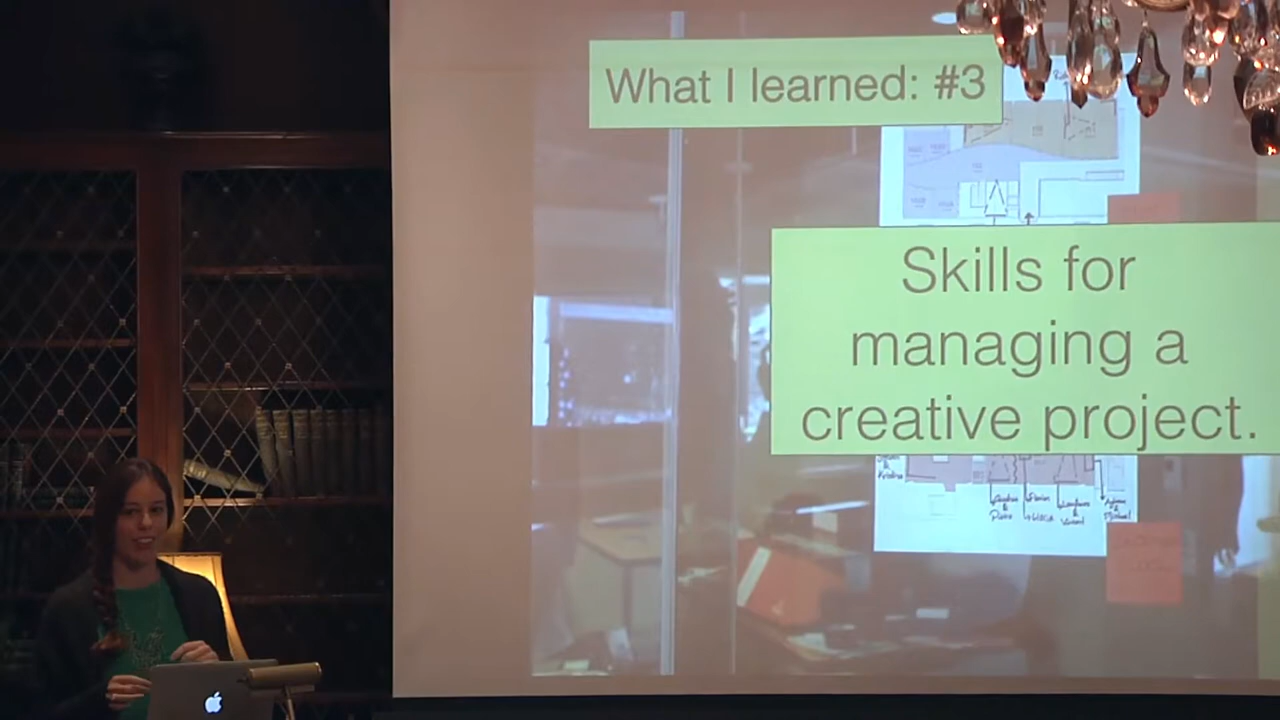 What I learned: #3
Skills for
managing a
creative project.